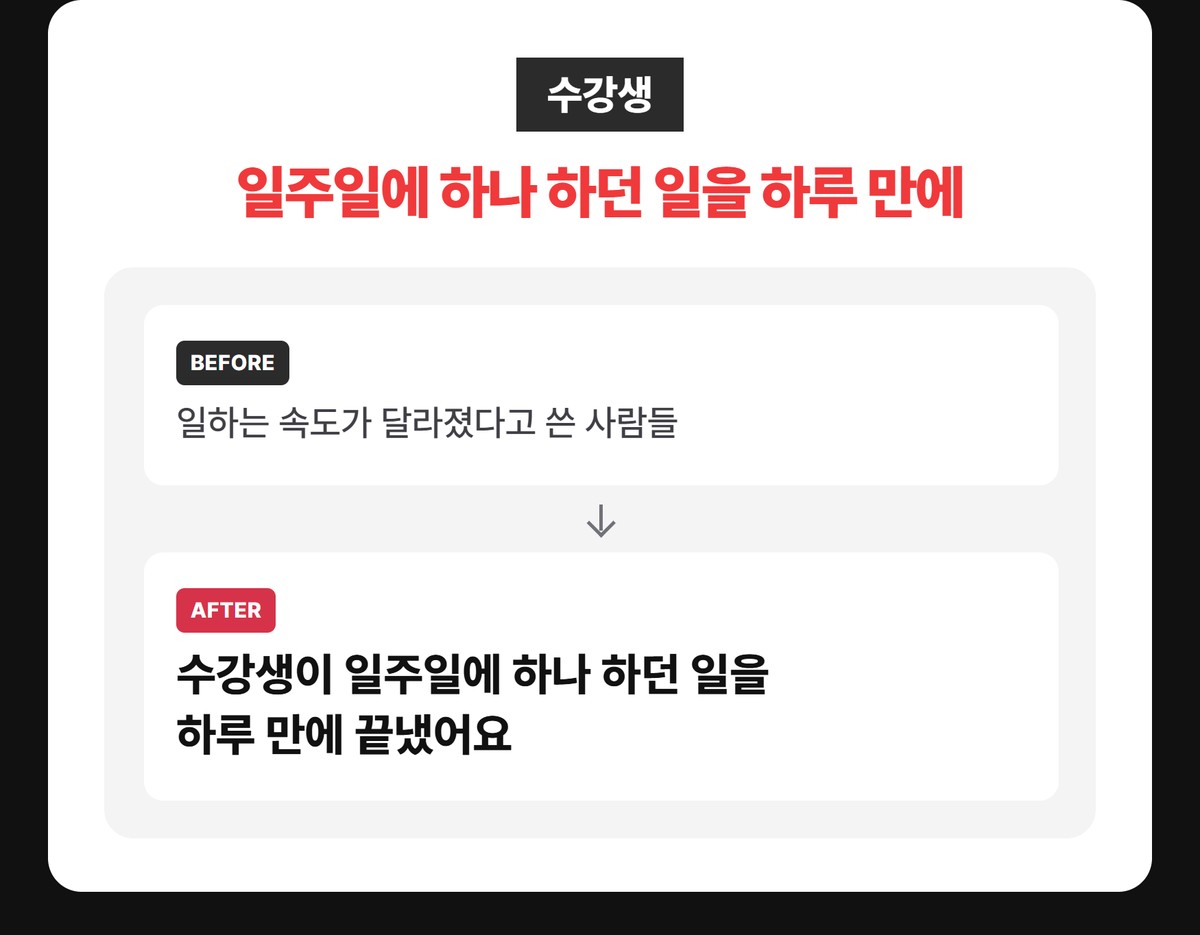 수강생
일주일에 하나 하던 일을 하루 만에
BEFORE
일하는 속도가 달라졌다고 쓴 사람들
↓
AFTER
수강생이 일주일에 하나 하던 일을
하루 만에 끝냈어요